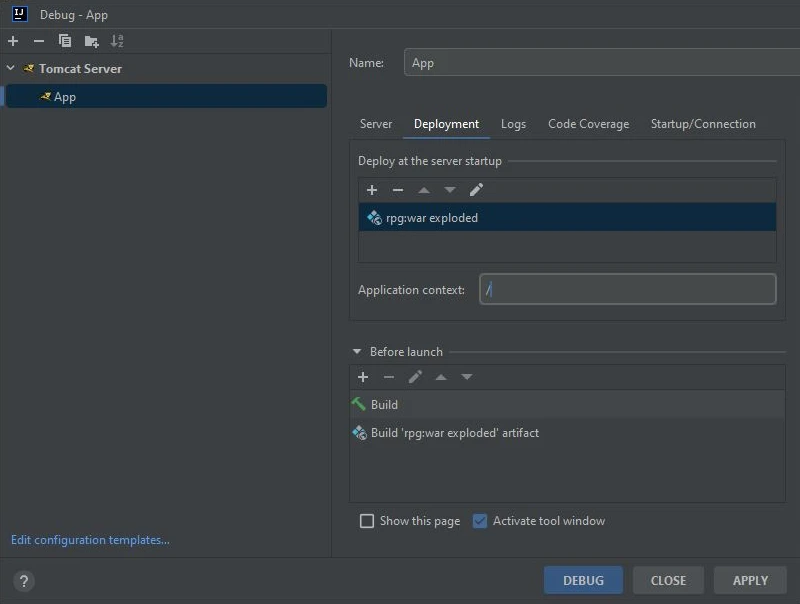 Debug - App
Tomcat Server
App
Edit configuration templates...
Name: App
Server Deployment Logs Code Coverage Startup/Connection
Deploy at the server startup
rpg:war exploded
Application context: /
Before launch
Build
Build 'rpg:war exploded' artifact
Show this page Activate tool window
? DEBUG CLOSE APPLY